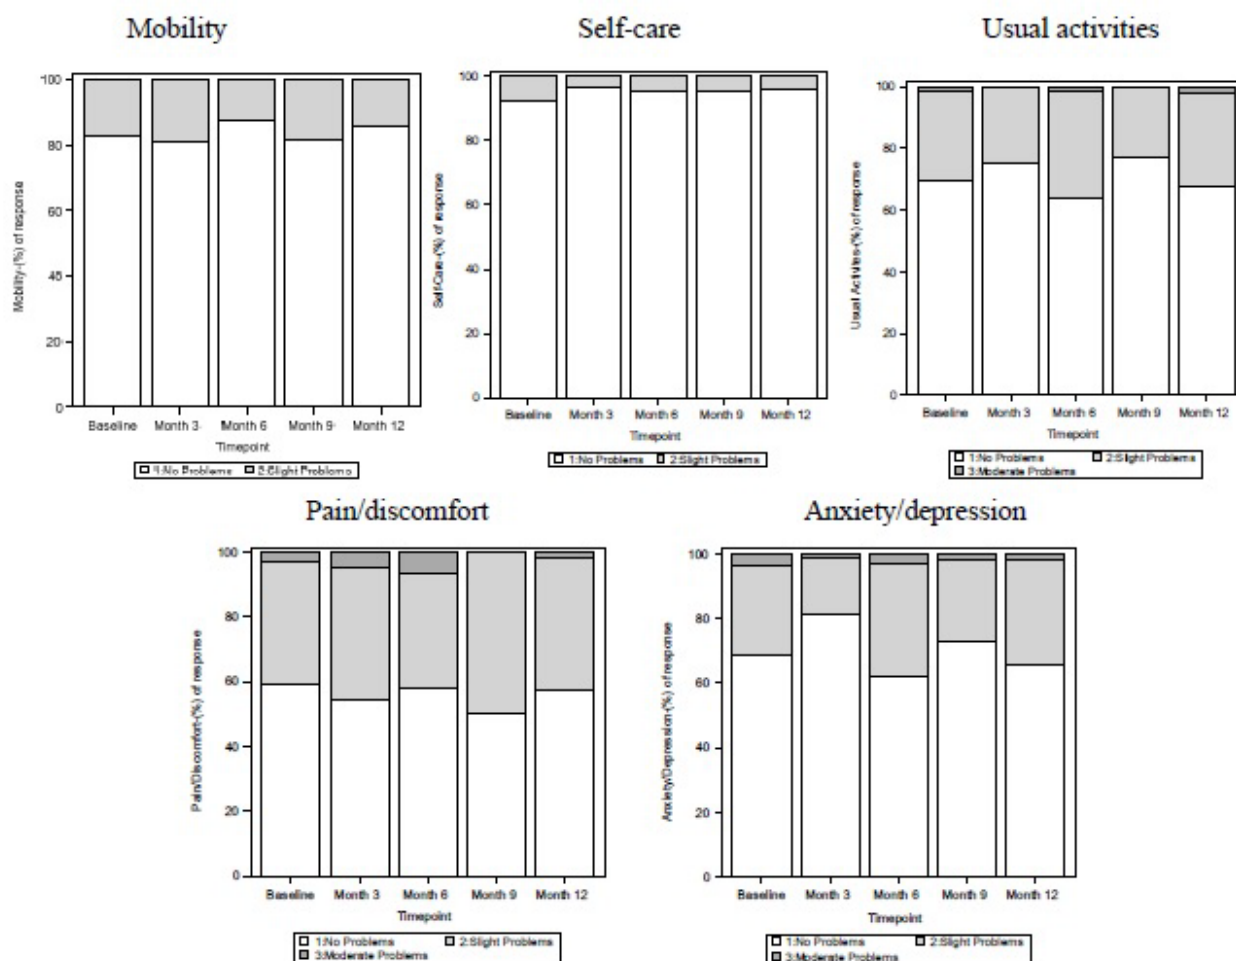 Mobility
Self-care
Usual activities
Mobility-(%) of response
100
80
60
40
20
0
Baseline Month 3 Month 6 Month 9 Month 12
Timepoint
1:No Problems 2:Slight Problems
Self-Care-(%) of response
100
80
60
40
20
0
Baseline Month 3 Month 6 Month 9 Month 12
Timepoint
1:No Problems 2:Slight Problems
Usual Activites-(%) of response
100
80
60
40
20
0
Baseline Month 3 Month 6 Month 9 Month 12
Timepoint
1:No Problems 2:Slight Problems
3:Moderate Problems
Pain/discomfort
Anxiety/depression
Pain/Discomfort-(%) of response
100
80
60
40
20
0
Baseline Month 3 Month 6 Month 9 Month 12
Timepoint
1:No Problems 2:Slight Problems
3:Moderate Problems
Anxiety/Depression-(%) of response
100
80
60
40
20
0
Baseline Month 3 Month 6 Month 9 Month 12
Timepoint
1:No Problems 2:Slight Problems
3:Moderate Problems